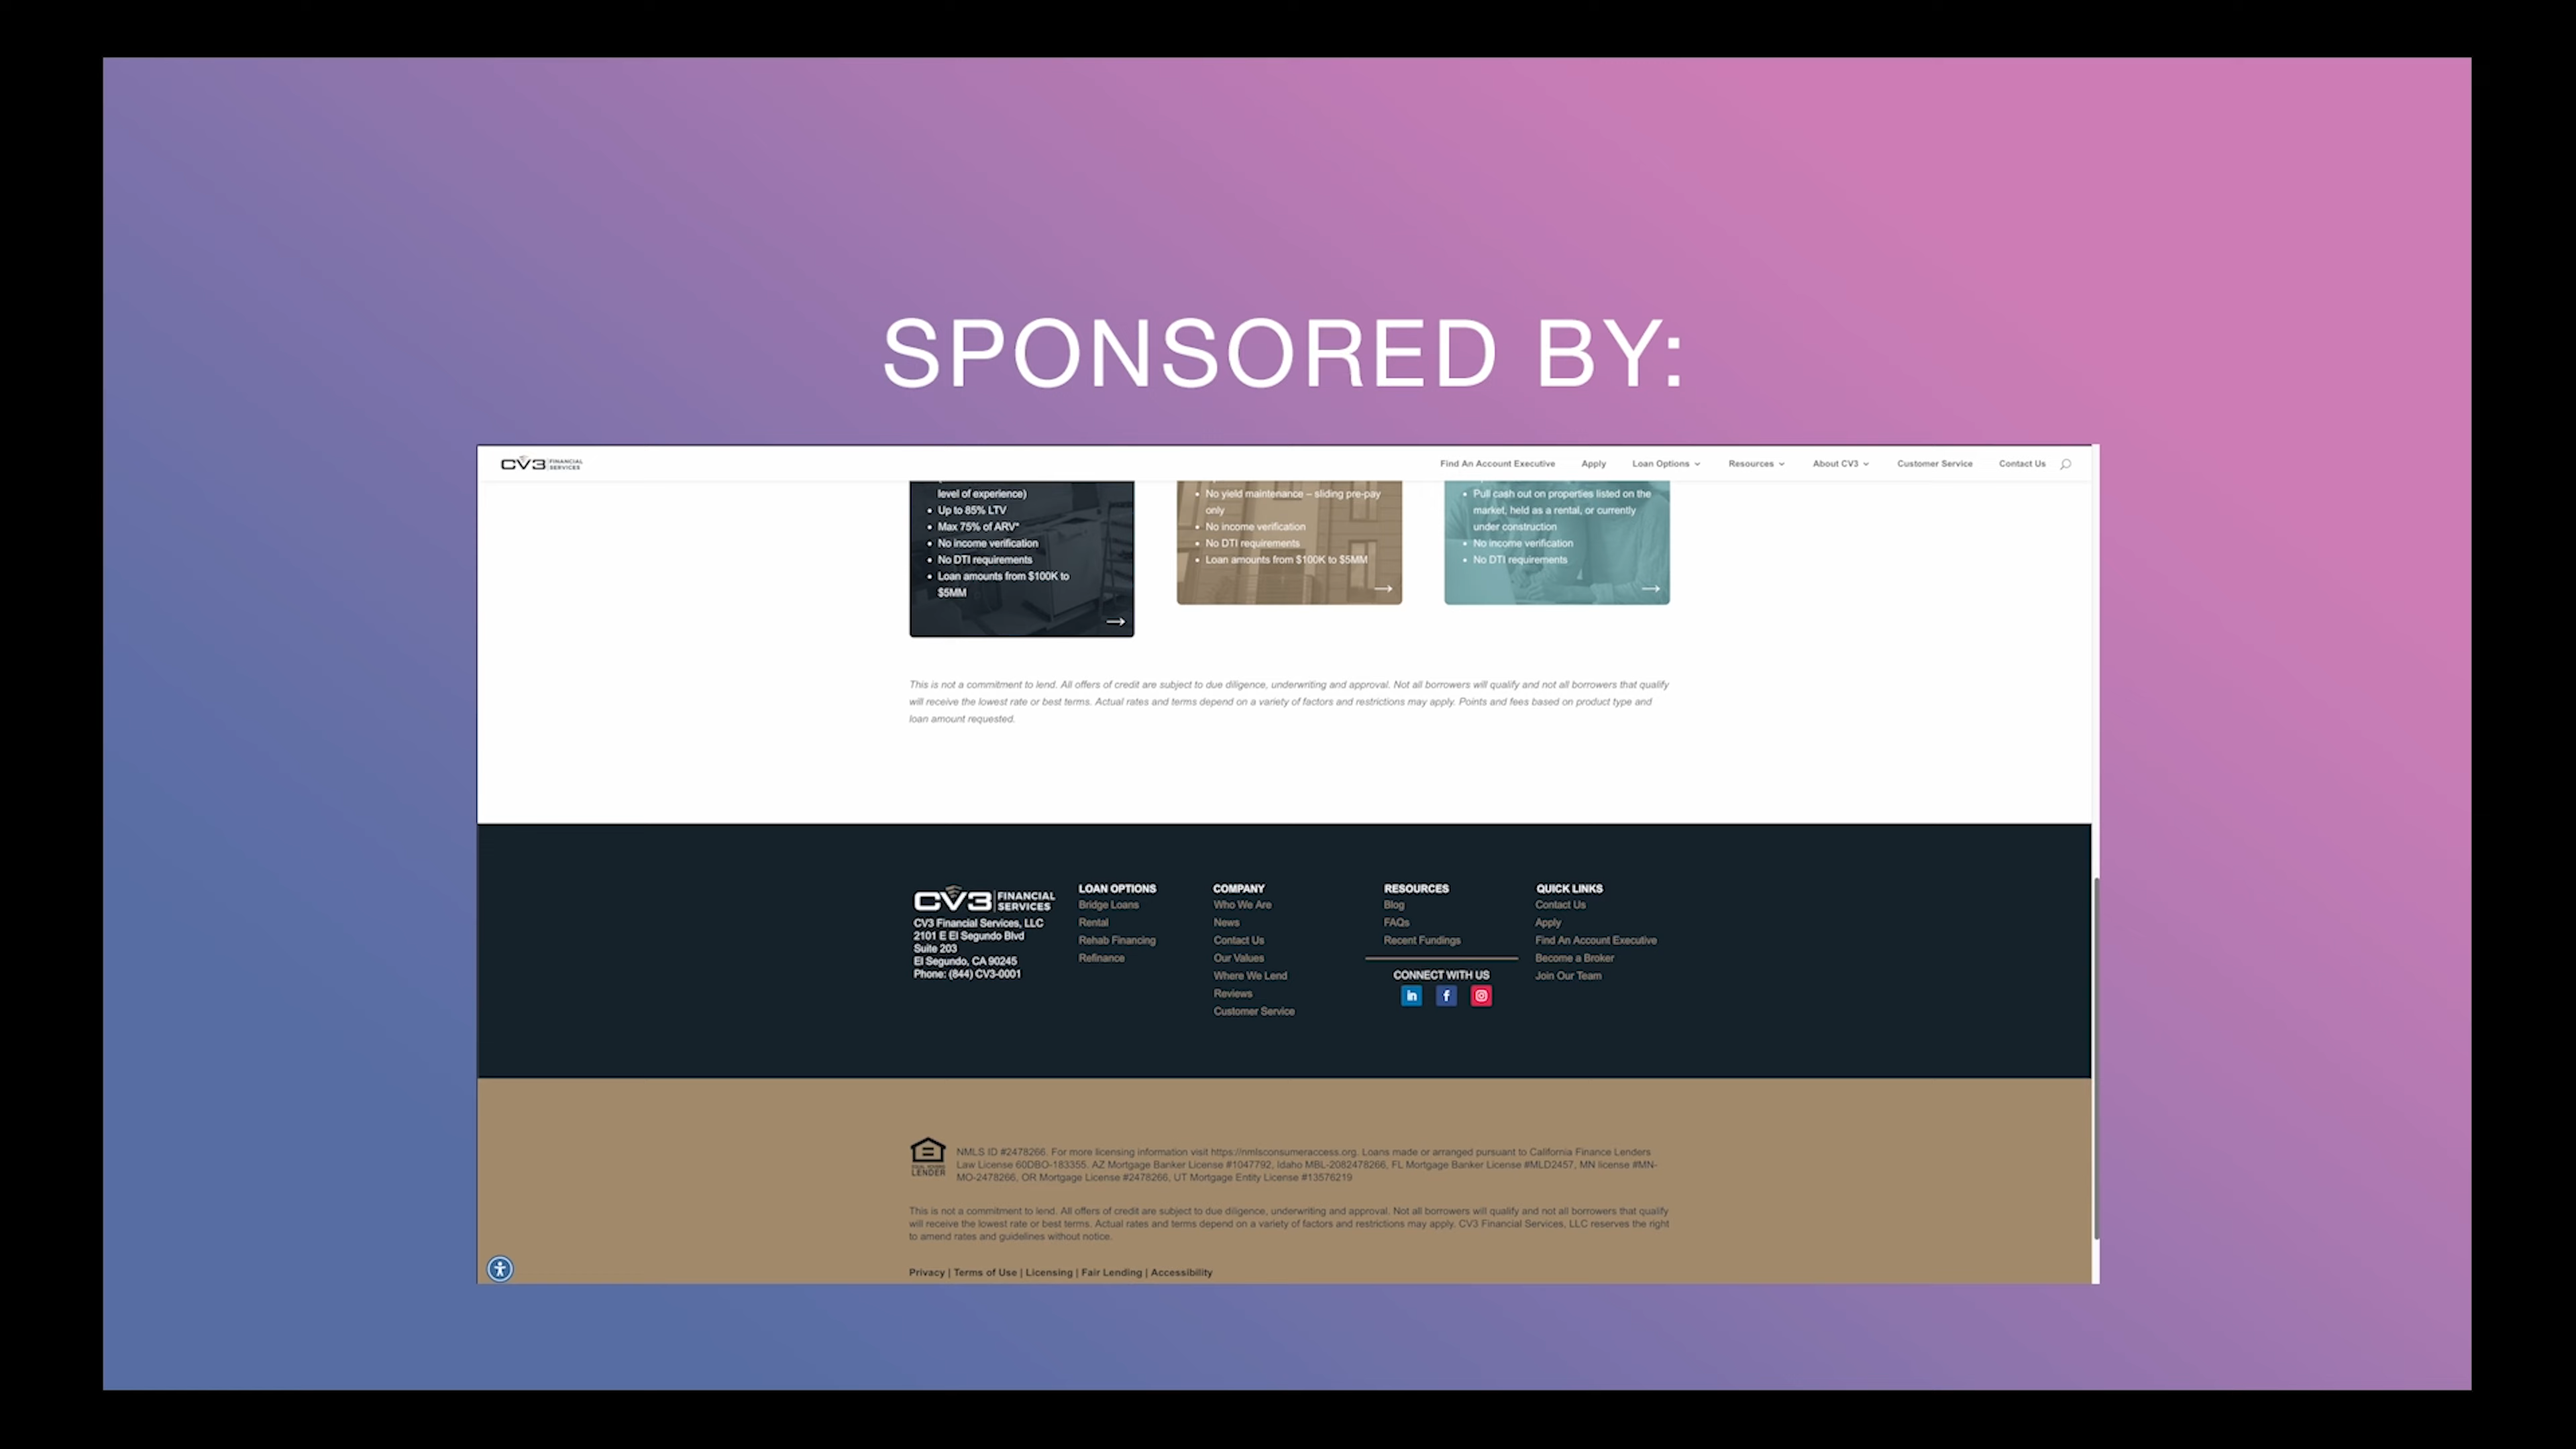 SPONSORED BY:
CV3 FINANCIAL SERVICES
Find An Account Executive Apply Loan Options Resources About CV3 Customer Service Contact Us
level of experience)
• Up to 85% LTV
• Max 75% of ARV*
• No income verification
• No DTI requirements
• Loan amounts from $100K to
$5MM
• No yield maintenance – sliding pre-pay
only
• No income verification
• No DTI requirements
• Loan amounts from $100K to $5MM
• Pull cash out on properties listed on the
market, held as a rental, or currently
under construction
• No income verification
• No DTI requirements
This is not a commitment to lend. All offers of credit are subject to due diligence, underwriting and approval. Not all borrowers will qualify and not all borrowers that qualify
will receive the lowest rate or best terms. Actual rates and terms depend on a variety of factors and restrictions may apply. Points and fees based on product type and
loan amount requested.
CV3 FINANCIAL SERVICES
CV3 Financial Services, LLC
2101 E El Segundo Blvd
Suite 203
El Segundo, CA 90245
Phone: (844) CV3-0001
LOAN OPTIONS
Bridge Loans
Rental
Rehab Financing
Refinance
COMPANY
Who We Are
News
Contact Us
Our Values
Where We Lend
Reviews
Customer Service
RESOURCES
Blog
FAQs
Recent Fundings
CONNECT WITH US
QUICK LINKS
Contact Us
Apply
Find An Account Executive
Become a Broker
Join Our Team
LENDER
NMLS ID #2478266. For more licensing information visit https://nmlsconsumeraccess.org. Loans made or arranged pursuant to California Finance Lenders
Law License 60DBO-183355. AZ Mortgage Banker License #1047792, Idaho MBL-2082478266, FL Mortgage Banker License #MLD2457, MN license #MN-
MO-2478266, OR Mortgage License #2478266, UT Mortgage Entity License #13576219
This is not a commitment to lend. All offers of credit are subject to due diligence, underwriting and approval. Not all borrowers will qualify and not all borrowers that qualify
will receive the lowest rate or best terms. Actual rates and terms depend on a variety of factors and restrictions may apply. CV3 Financial Services, LLC reserves the right
to amend rates and guidelines without notice.
Privacy | Terms of Use | Licensing | Fair Lending | Accessibility